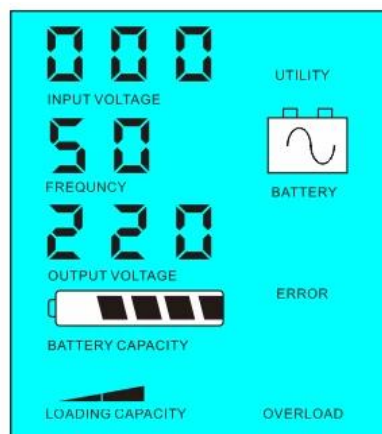 000
INPUT VOLTAGE
UTILITY
50
FREQUNCY
BATTERY
220
OUTPUT VOLTAGE
ERROR
BATTERY CAPACITY
LOADING CAPACITY
OVERLOAD